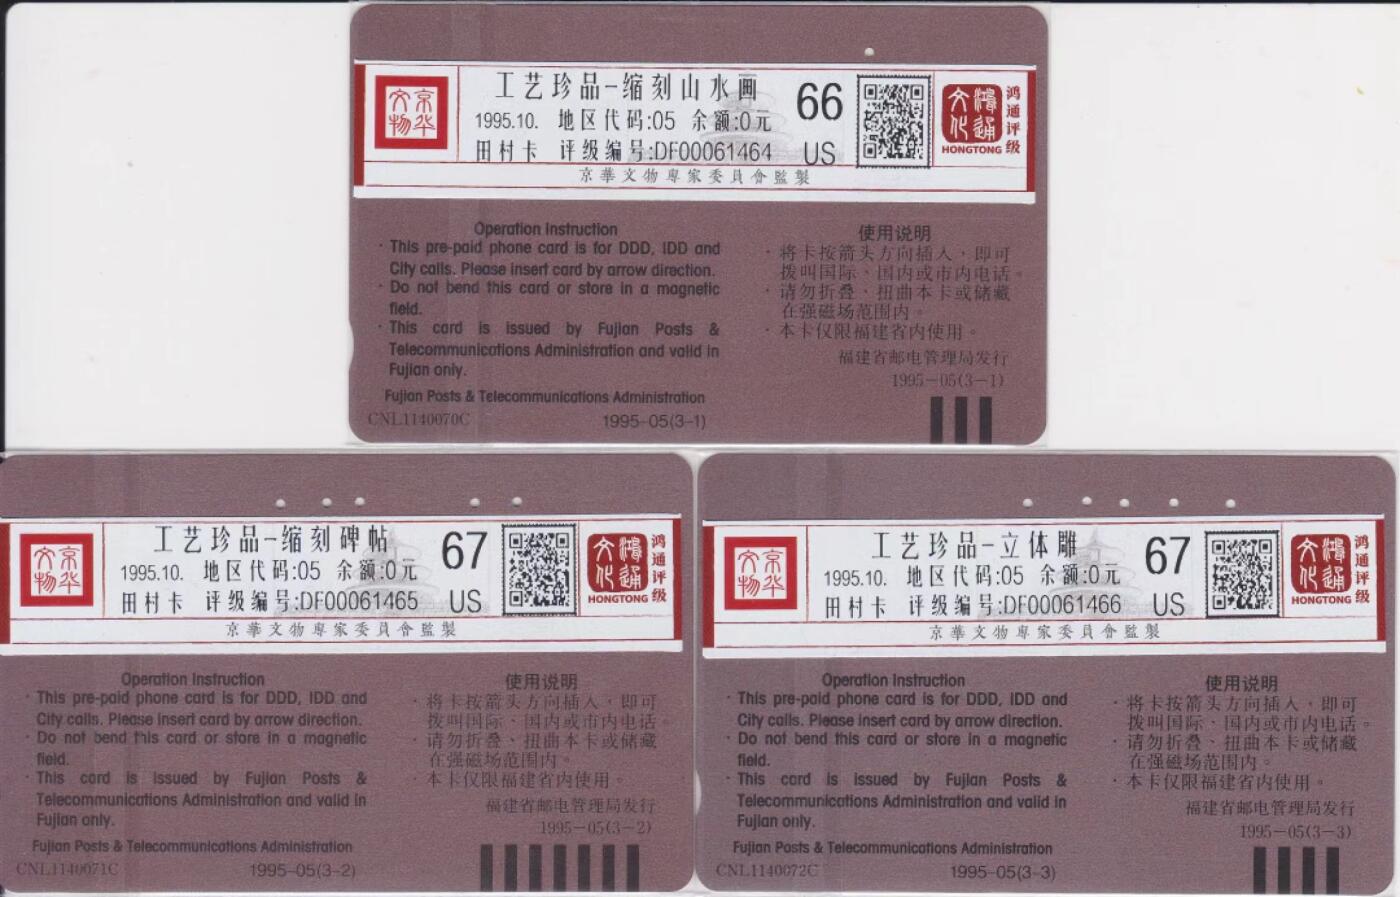 京华
文物
工艺珍品-缩刻山水画
1995.10. 地区代码:05 余额:0元
田村卡 评级编号:DF00061464
66
US
鸿通
文化
HONGTONG
鸿通评级
京華文物專家委員會監製
Operation Instruction
· This pre-paid phone card is for DDD, IDD and
City calls. Please insert card by arrow direction.
· Do not bend this card or store in a magnetic
field.
· This card is issued by Fujian Posts &
Telecommunications Administration and valid in
Fujian only.
Fujian Posts & Telecommunications Administration
CNL1140070C
1995-05(3-1)
使用说明
· 将卡按箭头方向插入,即可
拨叫国际、国内或市内电话。
· 请勿折叠、扭曲本卡或储藏
在强磁场范围内。
· 本卡仅限福建省内使用。
福建省邮电管理局发行
1995-05(3-1)
京华
文物
工艺珍品-缩刻碑帖
1995.10. 地区代码:05 余额:0元
田村卡 评级编号:DF00061465
67
US
鸿通
文化
HONGTONG
鸿通评级
京華文物專家委員會監製
Operation Instruction
· This pre-paid phone card is for DDD, IDD and
City calls. Please insert card by arrow direction.
· Do not bend this card or store in a magnetic
field.
· This card is issued by Fujian Posts &
Telecommunications Administration and valid in
Fujian only.
Fujian Posts & Telecommunications Administration
CNL1140071C
1995-05(3-2)
使用说明
· 将卡按箭头方向插入,即可
拨叫国际、国内或市内电话。
· 请勿折叠、扭曲本卡或储藏
在强磁场范围内。
· 本卡仅限福建省内使用。
福建省邮电管理局发行
1995-05(3-2)
京华
文物
工艺珍品-立体雕
1995.10. 地区代码:05 余额:0元
田村卡 评级编号:DF00061466
67
US
鸿通
文化
HONGTONG
鸿通评级
京華文物專家委員會監製
Operation Instruction
· This pre-paid phone card is for DDD, IDD and
City calls. Please insert card by arrow direction.
· Do not bend this card or store in a magnetic
field.
· This card is issued by Fujian Posts &
Telecommunications Administration and valid in
Fujian only.
Fujian Posts & Telecommunications Administration
CNL1140072C
1995-05(3-3)
使用说明
· 将卡按箭头方向插入,即可
拨叫国际、国内或市内电话。
· 请勿折叠、扭曲本卡或储藏
在强磁场范围内。
· 本卡仅限福建省内使用。
福建省邮电管理局发行
1995-05(3-3)